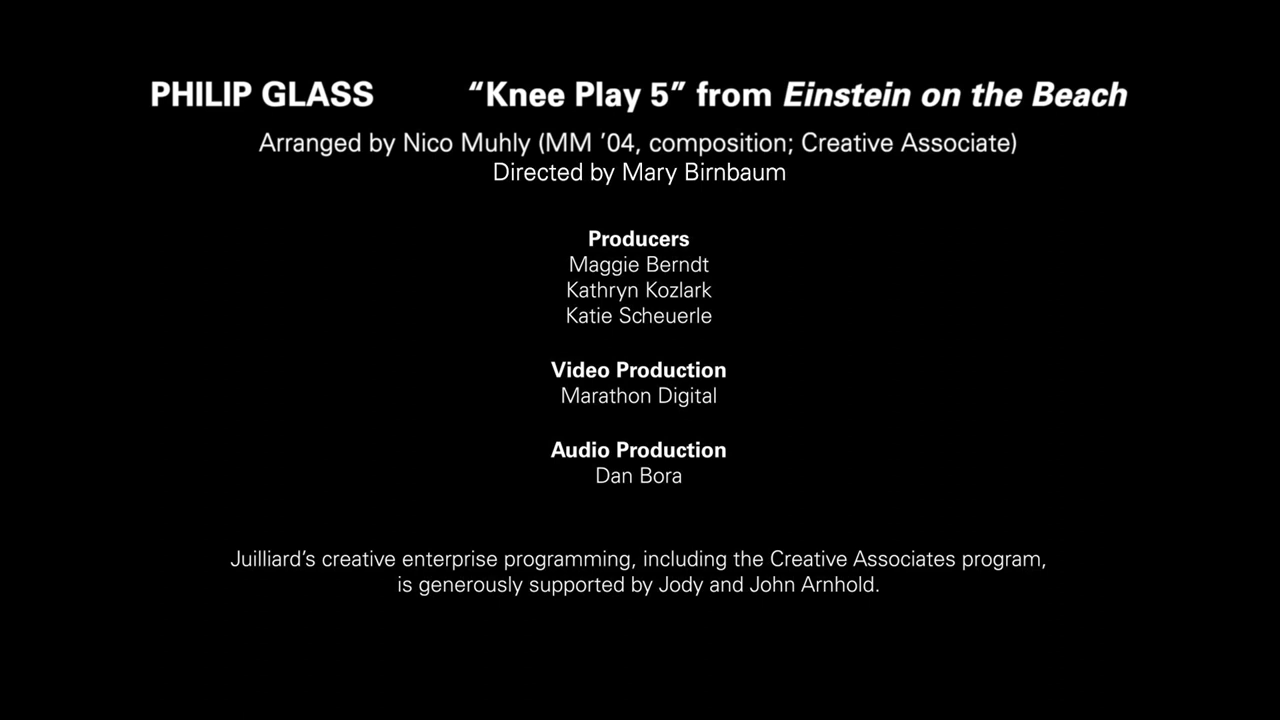 PHILIP GLASS “Knee Play 5” from Einstein on the Beach
Arranged by Nico Muhly (MM ’04, composition; Creative Associate)
Directed by Mary Birnbaum
Producers
Maggie Berndt
Kathryn Kozlark
Katie Scheuerle
Video Production
Marathon Digital
Audio Production
Dan Bora
Juilliard’s creative enterprise programming, including the Creative Associates program,
is generously supported by Jody and John Arnhold.